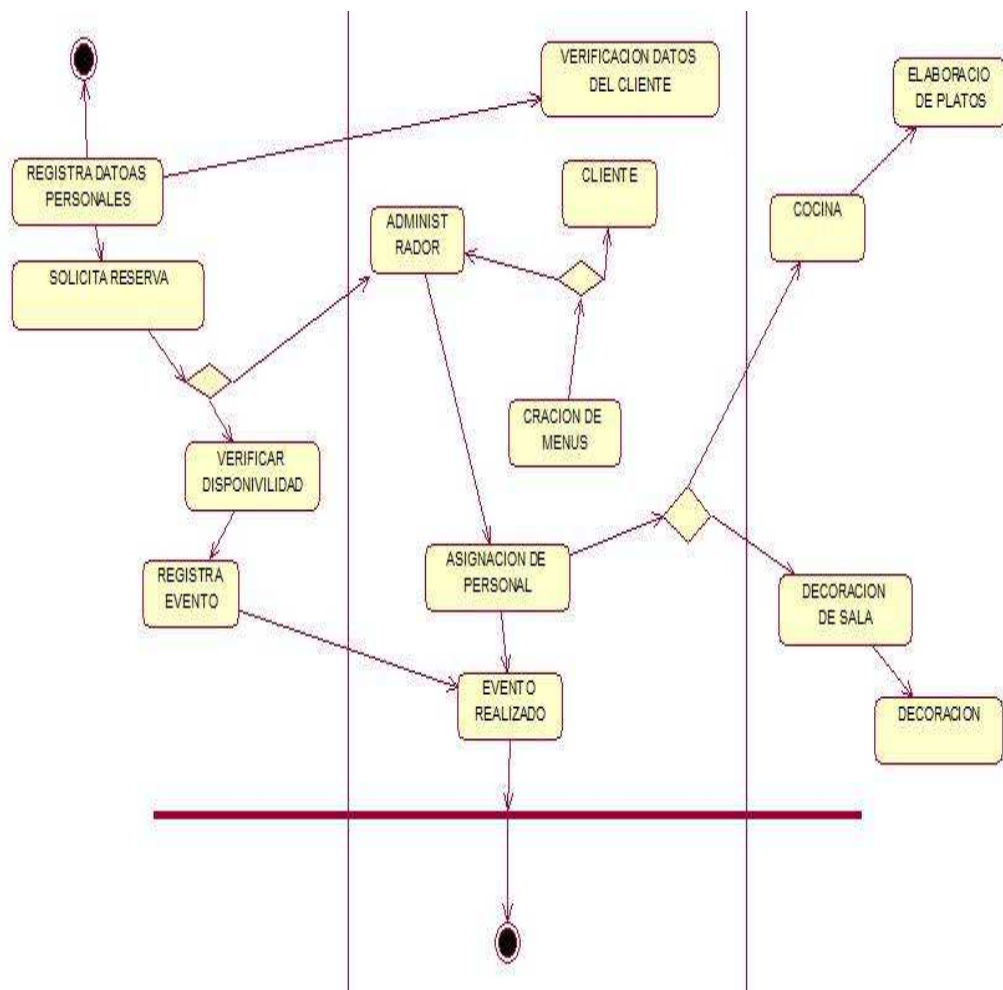 VERIFICACION DATOS
DEL CLIENTE
ELABORACIO
DE PLATOS
REGISTRA DATOAS
PERSONALES
CLIENTE
COCINA
ADMINIST
RADOR
SOLICITA RESERVA
CRACION DE
MENUS
VERIFICAR
DISPONIVILIDAD
ASIGNACION DE
PERSONAL
REGISTRA
EVENTO
DECORACION
DE SALA
EVENTO
REALIZADO
DECORACION